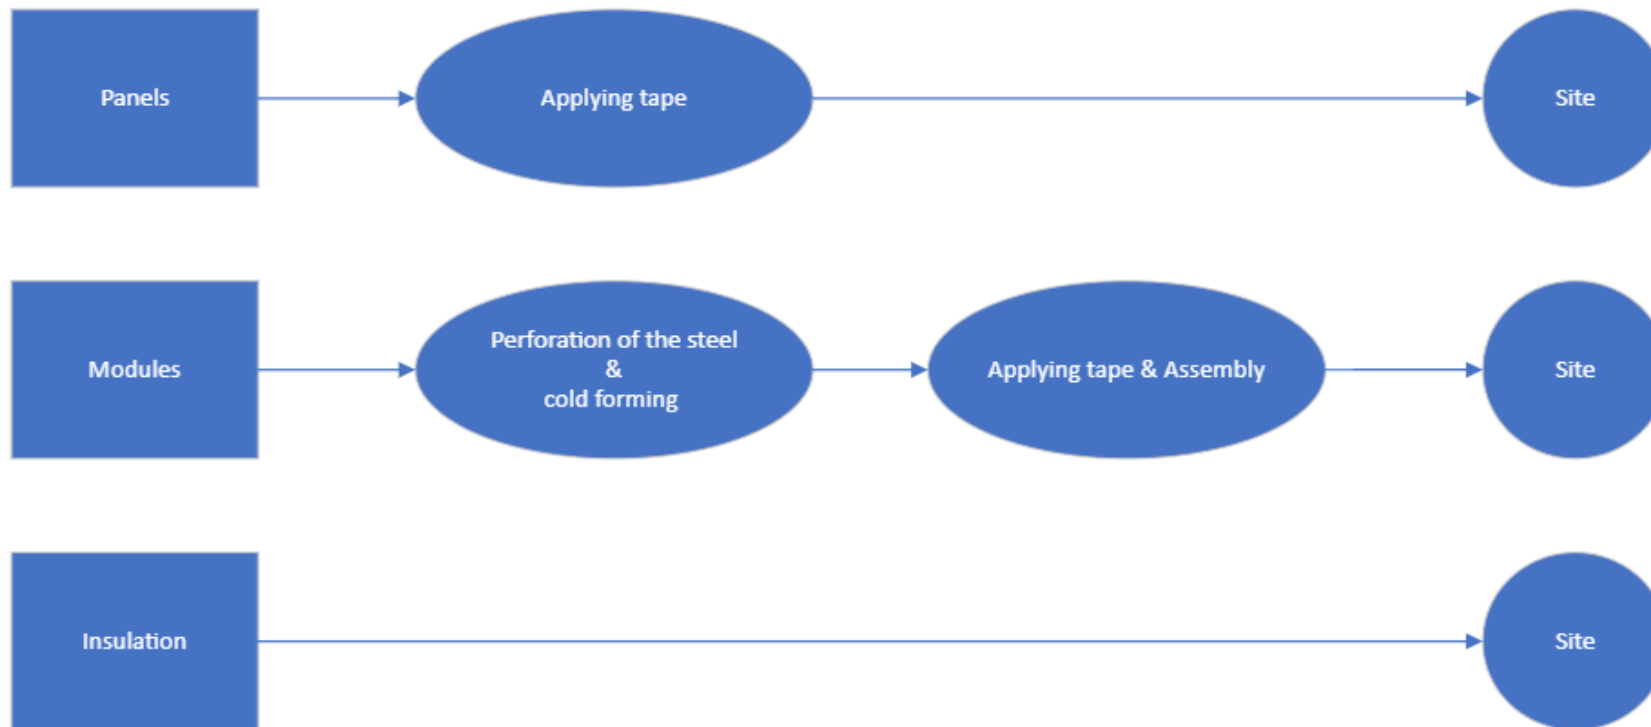 Panels
Applying tape
Site
Modules
Perforation of the steel
&
cold forming
Applying tape & Assembly
Site
Insulation
Site